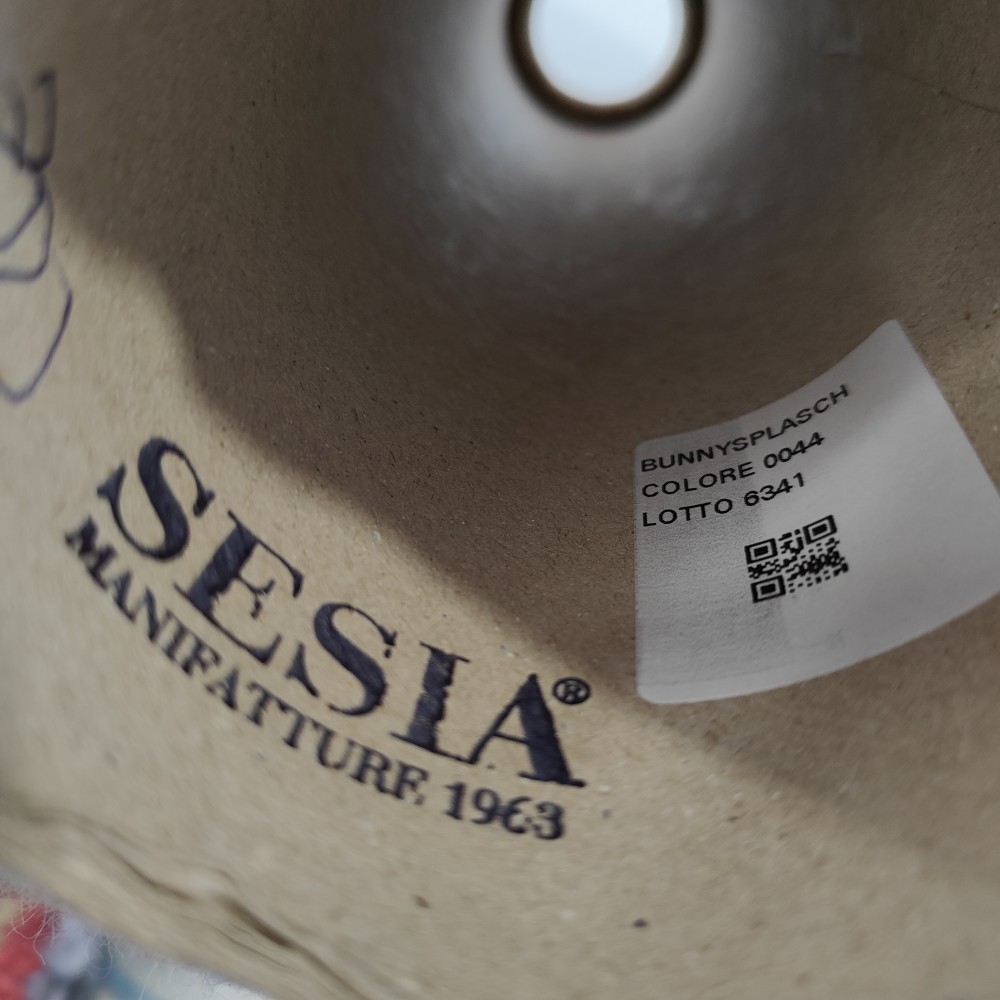 SESIA®
MANIFATTURE 1963
BUNNYSPLASCH
COLORE 0044
LOTTO 6341